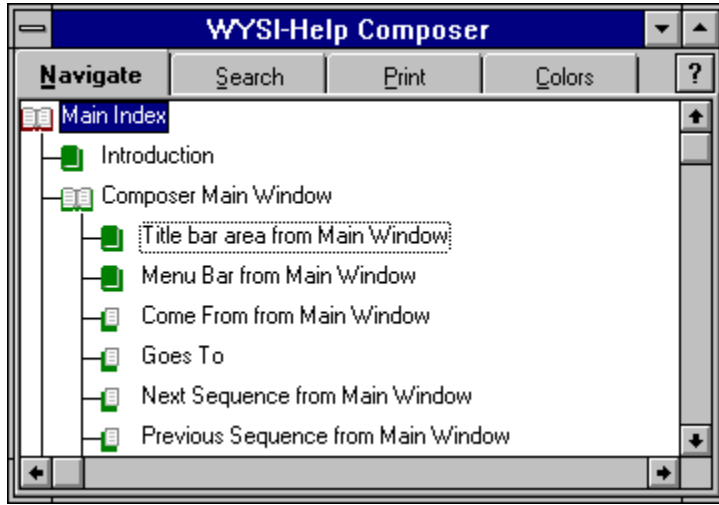 WYSI-Help Composer
Navigate Search Print Colors ?
Main Index
Introduction
Composer Main Window
Title bar area from Main Window
Menu Bar from Main Window
Come From from Main Window
Goes To
Next Sequence from Main Window
Previous Sequence from Main Window